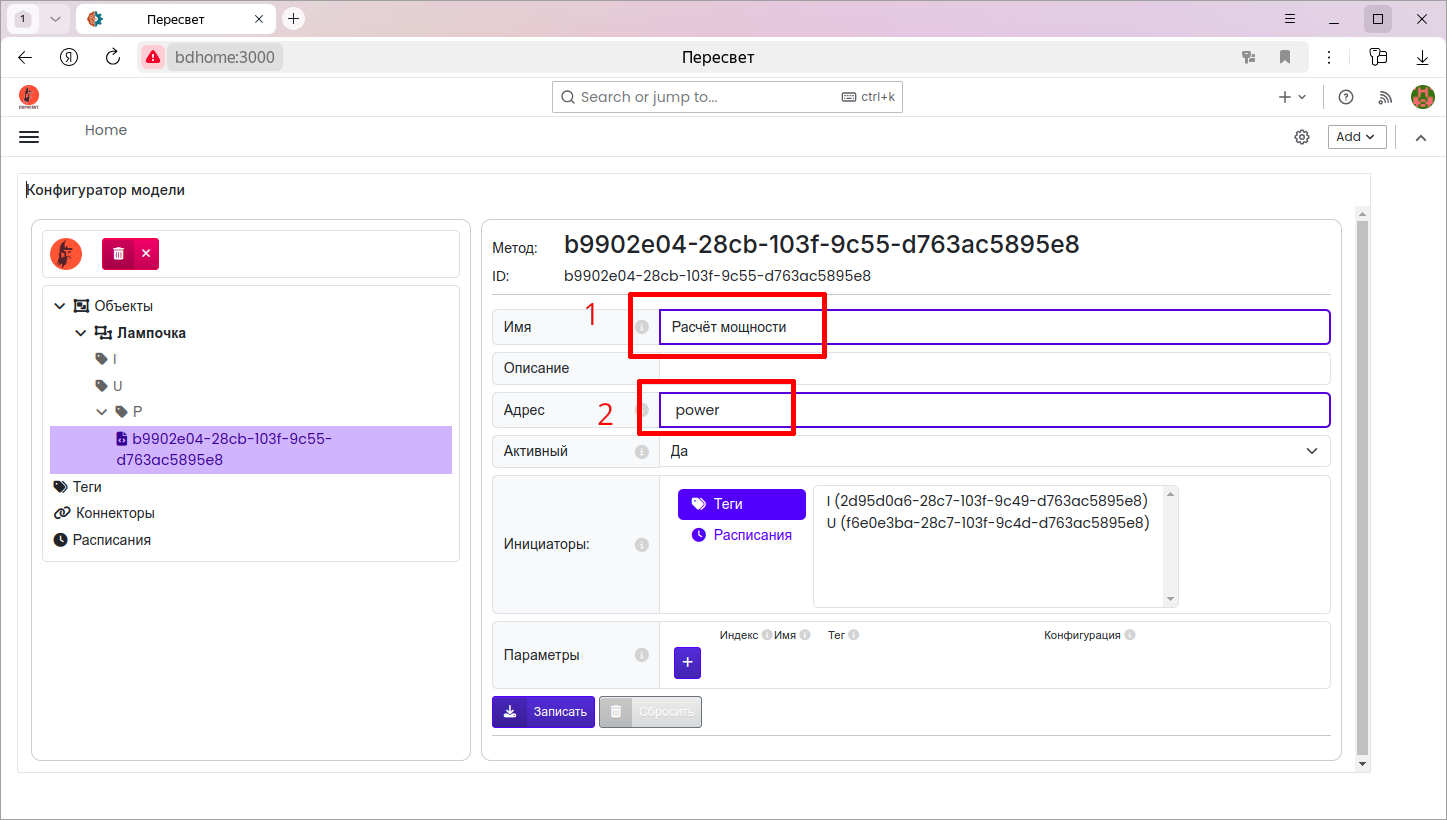 1
Пересвет
bdhome:3000
Пересвет
Search or jump to...
ctrl+k
Home
Add
Конфигуратор модели
Объекты
Лампочка
I
U
P
b9902e04-28cb-103f-9c55-
d763ac5895e8
Теги
Коннекторы
Расписания
Метод: b9902e04-28cb-103f-9c55-d763ac5895e8
ID: b9902e04-28cb-103f-9c55-d763ac5895e8
1
Имя Расчёт мощности
Описание
2
Адрес power
Активный Да
Инициаторы:
Теги
Расписания
I (2d95d0a6-28c7-103f-9c49-d763ac5895e8)
U (f6e0e3ba-28c7-103f-9c4d-d763ac5895e8)
Параметры
Индекс Имя Тег Конфигурация
+
Записать Сбросить